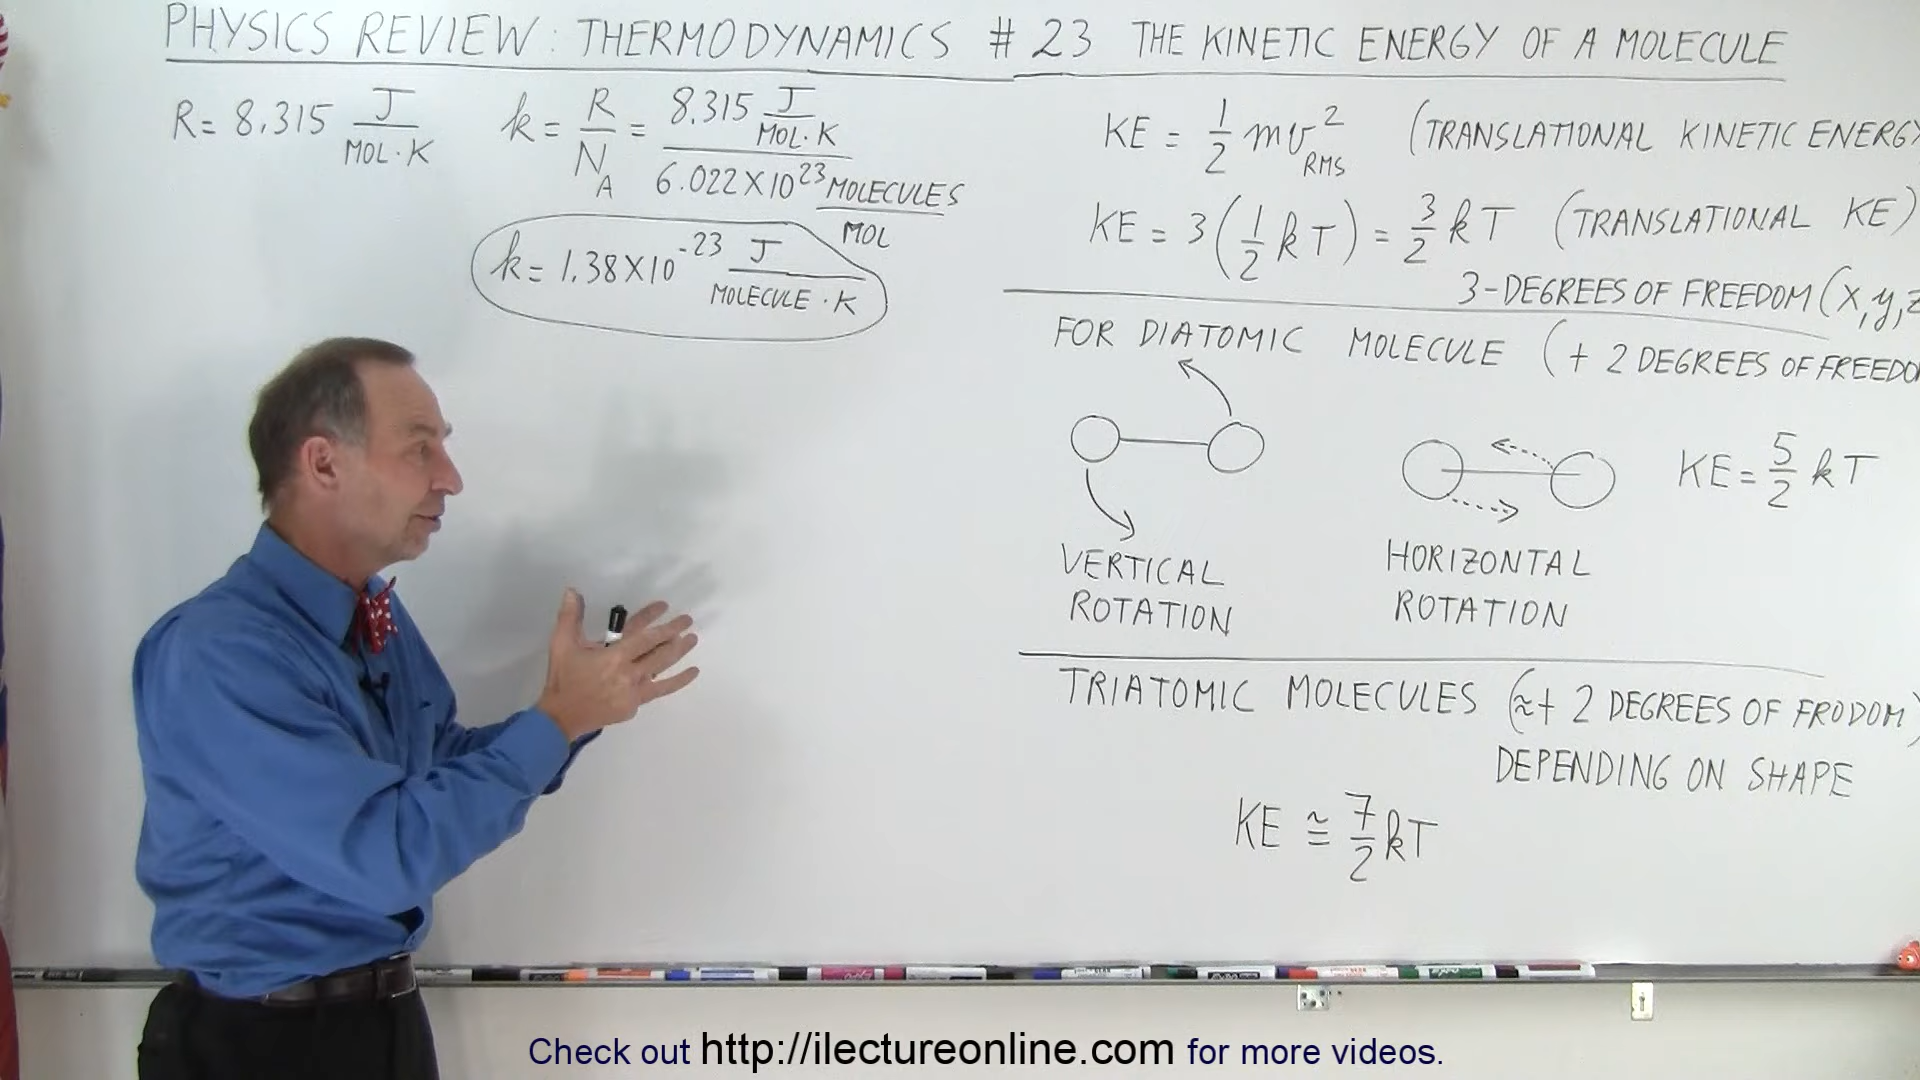 PHYSICS REVIEW: THERMODYNAMICS # 23 THE KINETIC ENERGY OF A MOLECULE
R = 8.315 J/MOL·K
k = R/N_A = 8.315 J/MOL·K / 6.022X10^23 MOLECULES/MOL
k = 1.38X10^-23 J/MOLECULE·K
KE = 1/2 mv²_RMS (TRANSLATIONAL KINETIC ENERGY
KE = 3(1/2 kT) = 3/2 kT (TRANSLATIONAL KE)
3-DEGREES OF FREEDOM (x,y,z
FOR DIATOMIC MOLECULE (+ 2 DEGREES OF FREEDO
KE = 5/2 kT
VERTICAL
ROTATION
HORIZONTAL
ROTATION
TRIATOMIC MOLECULES (≈+ 2 DEGREES OF FRODOM)
DEPENDING ON SHAPE
KE ≅ 7/2 kT
Check out http://ilectureonline.com for more videos.